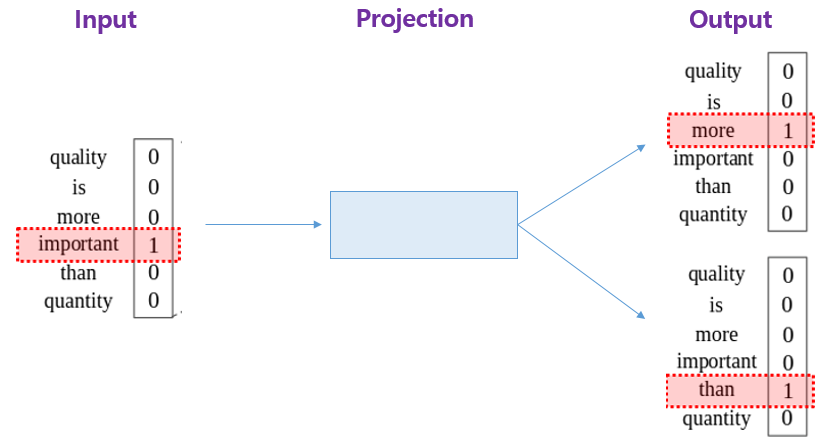 Input Projection Output
quality 0
is 0
more 0
important 1
than 0
quantity 0
quality 0
is 0
more 1
important 0
than 0
quantity 0
quality 0
is 0
more 0
important 0
than 1
quantity 0